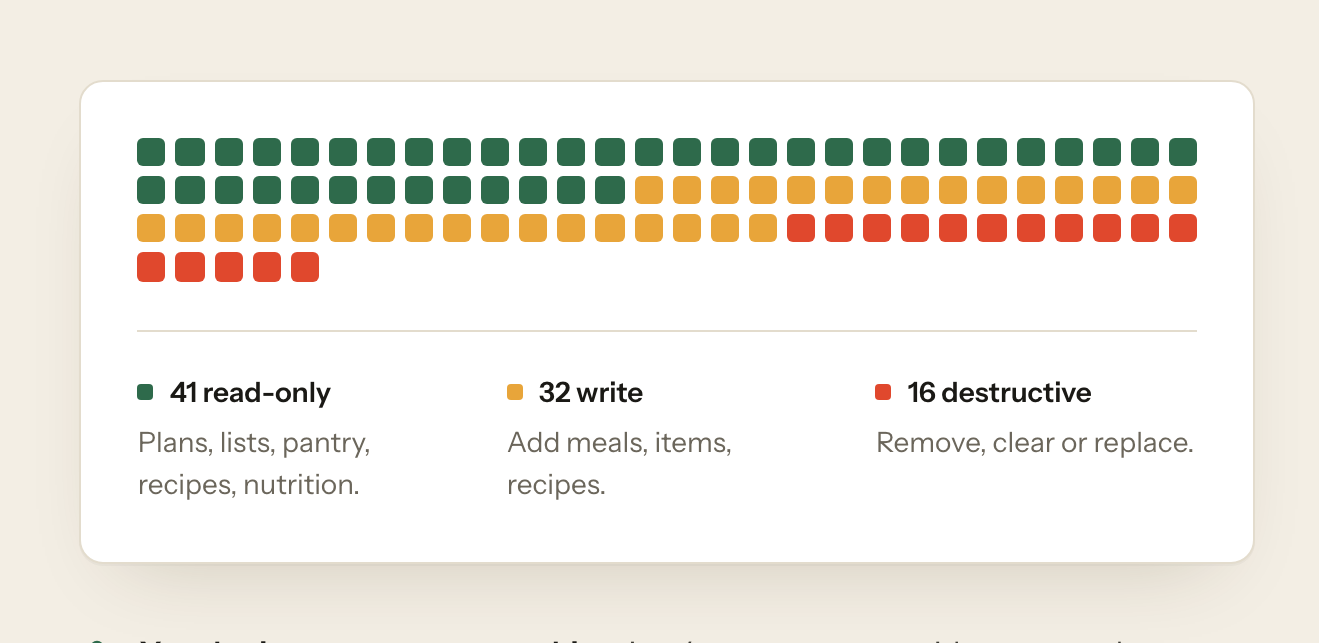 41 read-only
32 write
16 destructive
Plans, lists, pantry,
recipes, nutrition.
Add meals, items,
recipes.
Remove, clear or replace.